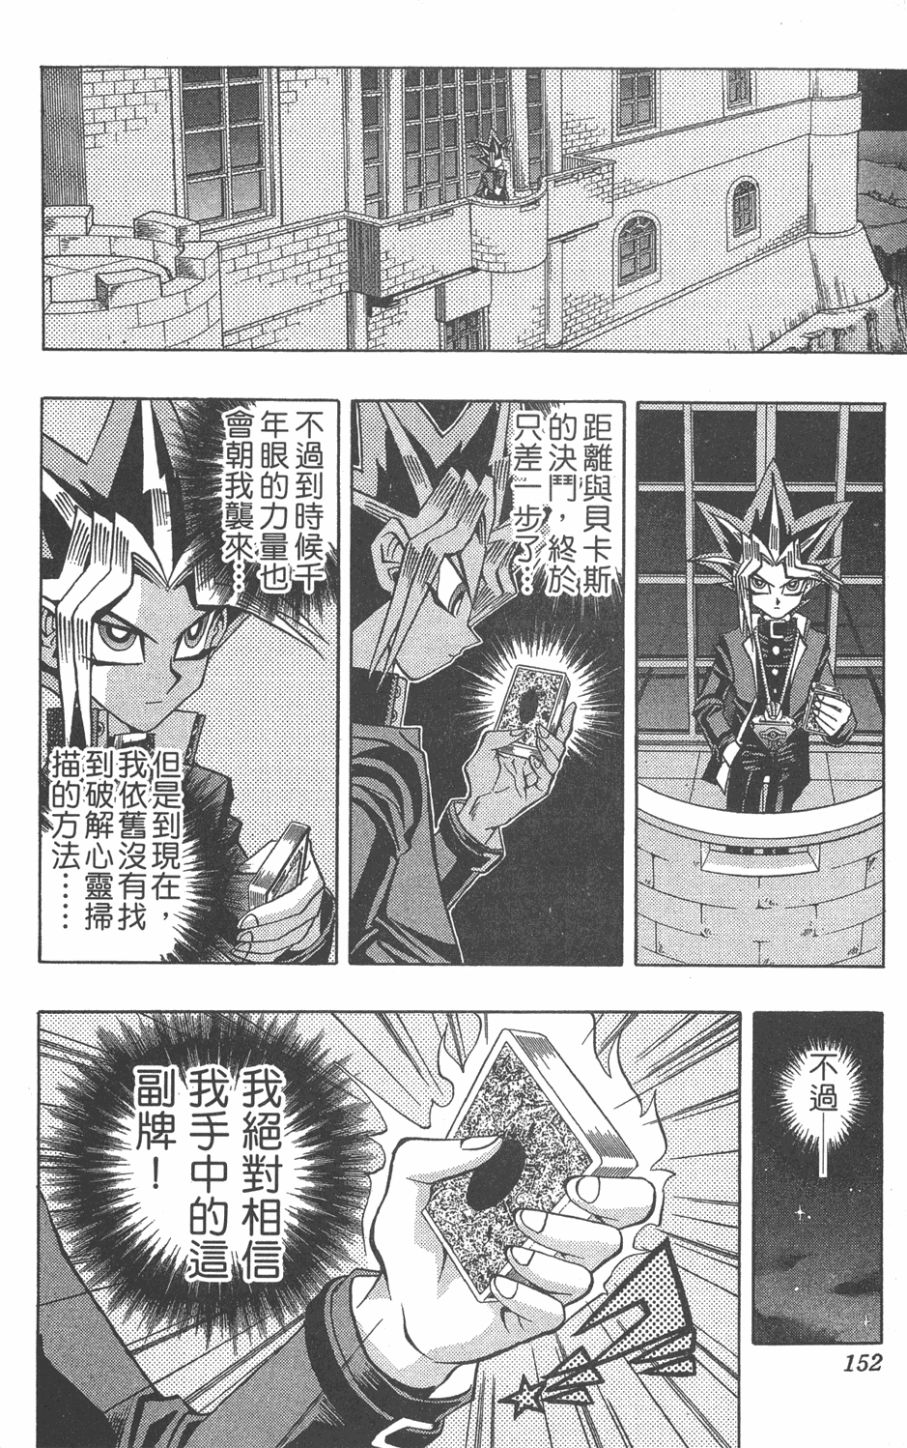 距離與貝卡斯
的決鬥，終於
只差一步了…
不過到時候千
年眼的力量也
會朝我襲來…
但是到現在，
我依舊沒有找
到破解心靈掃
描的方法……
不過——
我絕對相信
我手中的這
副牌！
152